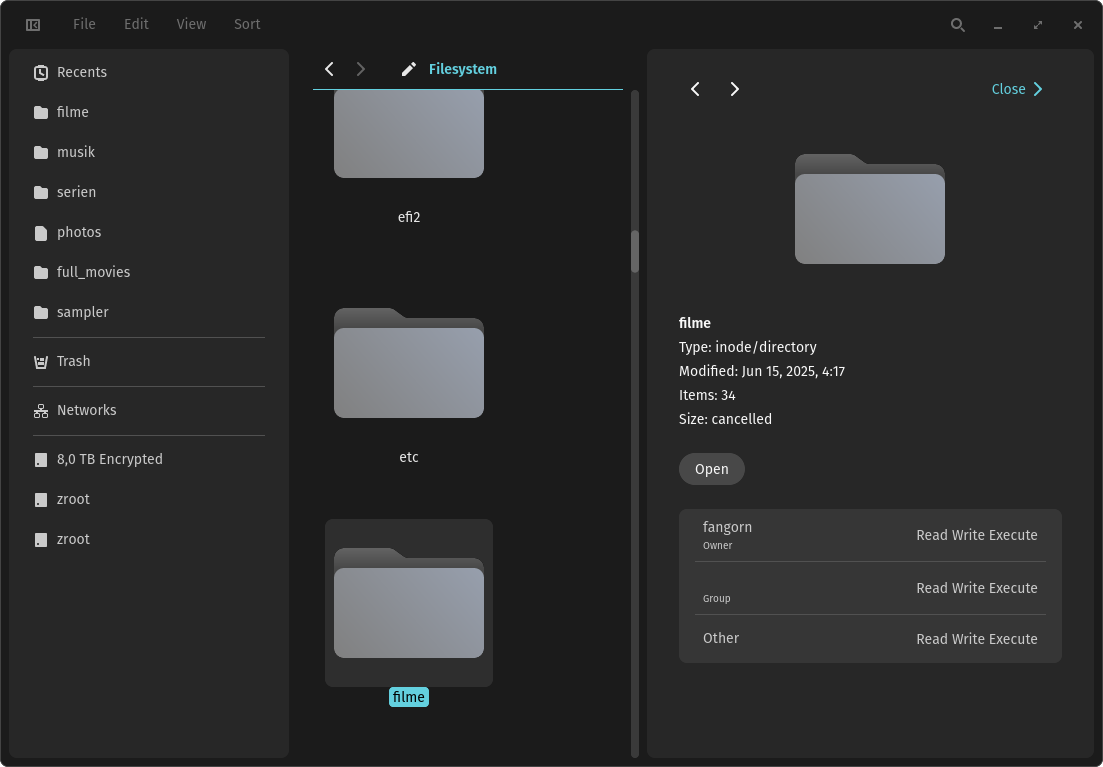 File Edit View Sort
Recents
filme
musik
serien
photos
full_movies
sampler
Trash
Networks
8,0 TB Encrypted
zroot
zroot
Filesystem
efi2
etc
filme
Close
filme
Type: inode/directory
Modified: Jun 15, 2025, 4:17
Items: 34
Size: cancelled
Open
fangorn
Owner
Read Write Execute
Group
Read Write Execute
Other
Read Write Execute